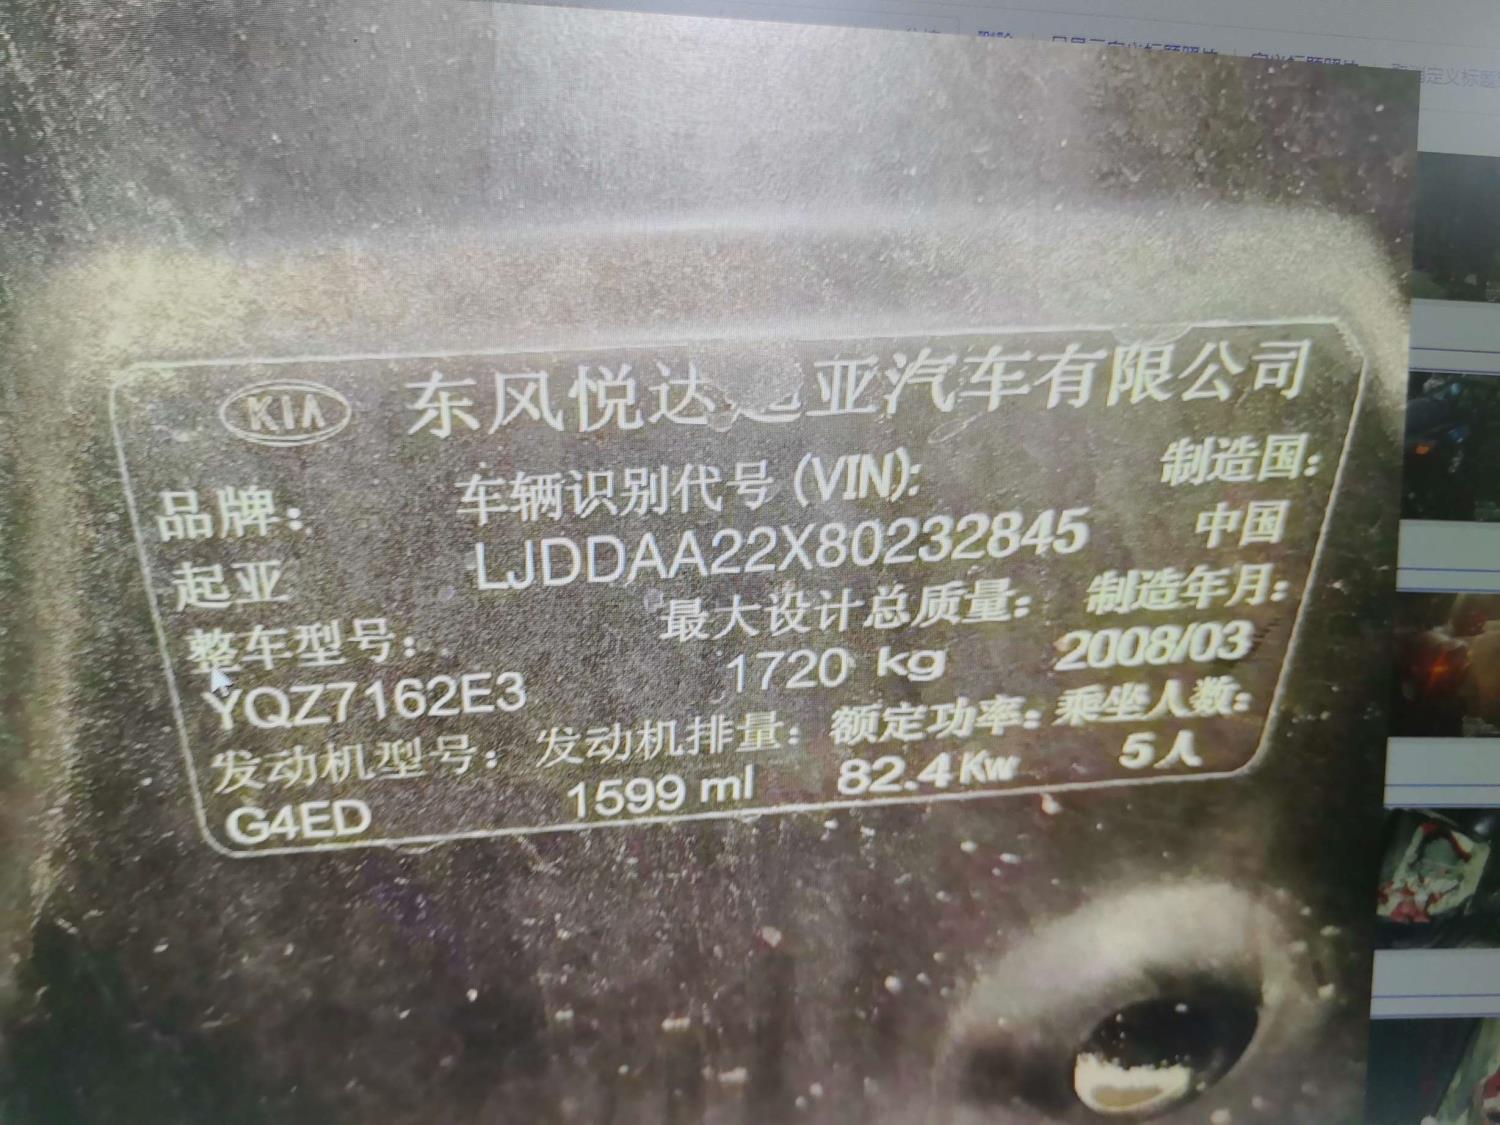 KIA 东风悦达起亚汽车有限公司
品牌： 车辆识别代号 (VIN): 制造国：
起亚 LJDDAA22X80232845 中国
整车型号： 最大设计总质量： 制造年月：
YQZ7162E3 1720 kg 2008/03
发动机型号： 发动机排量： 额定功率： 乘坐人数：
G4ED 1599 ml 82.4 Kw 5人